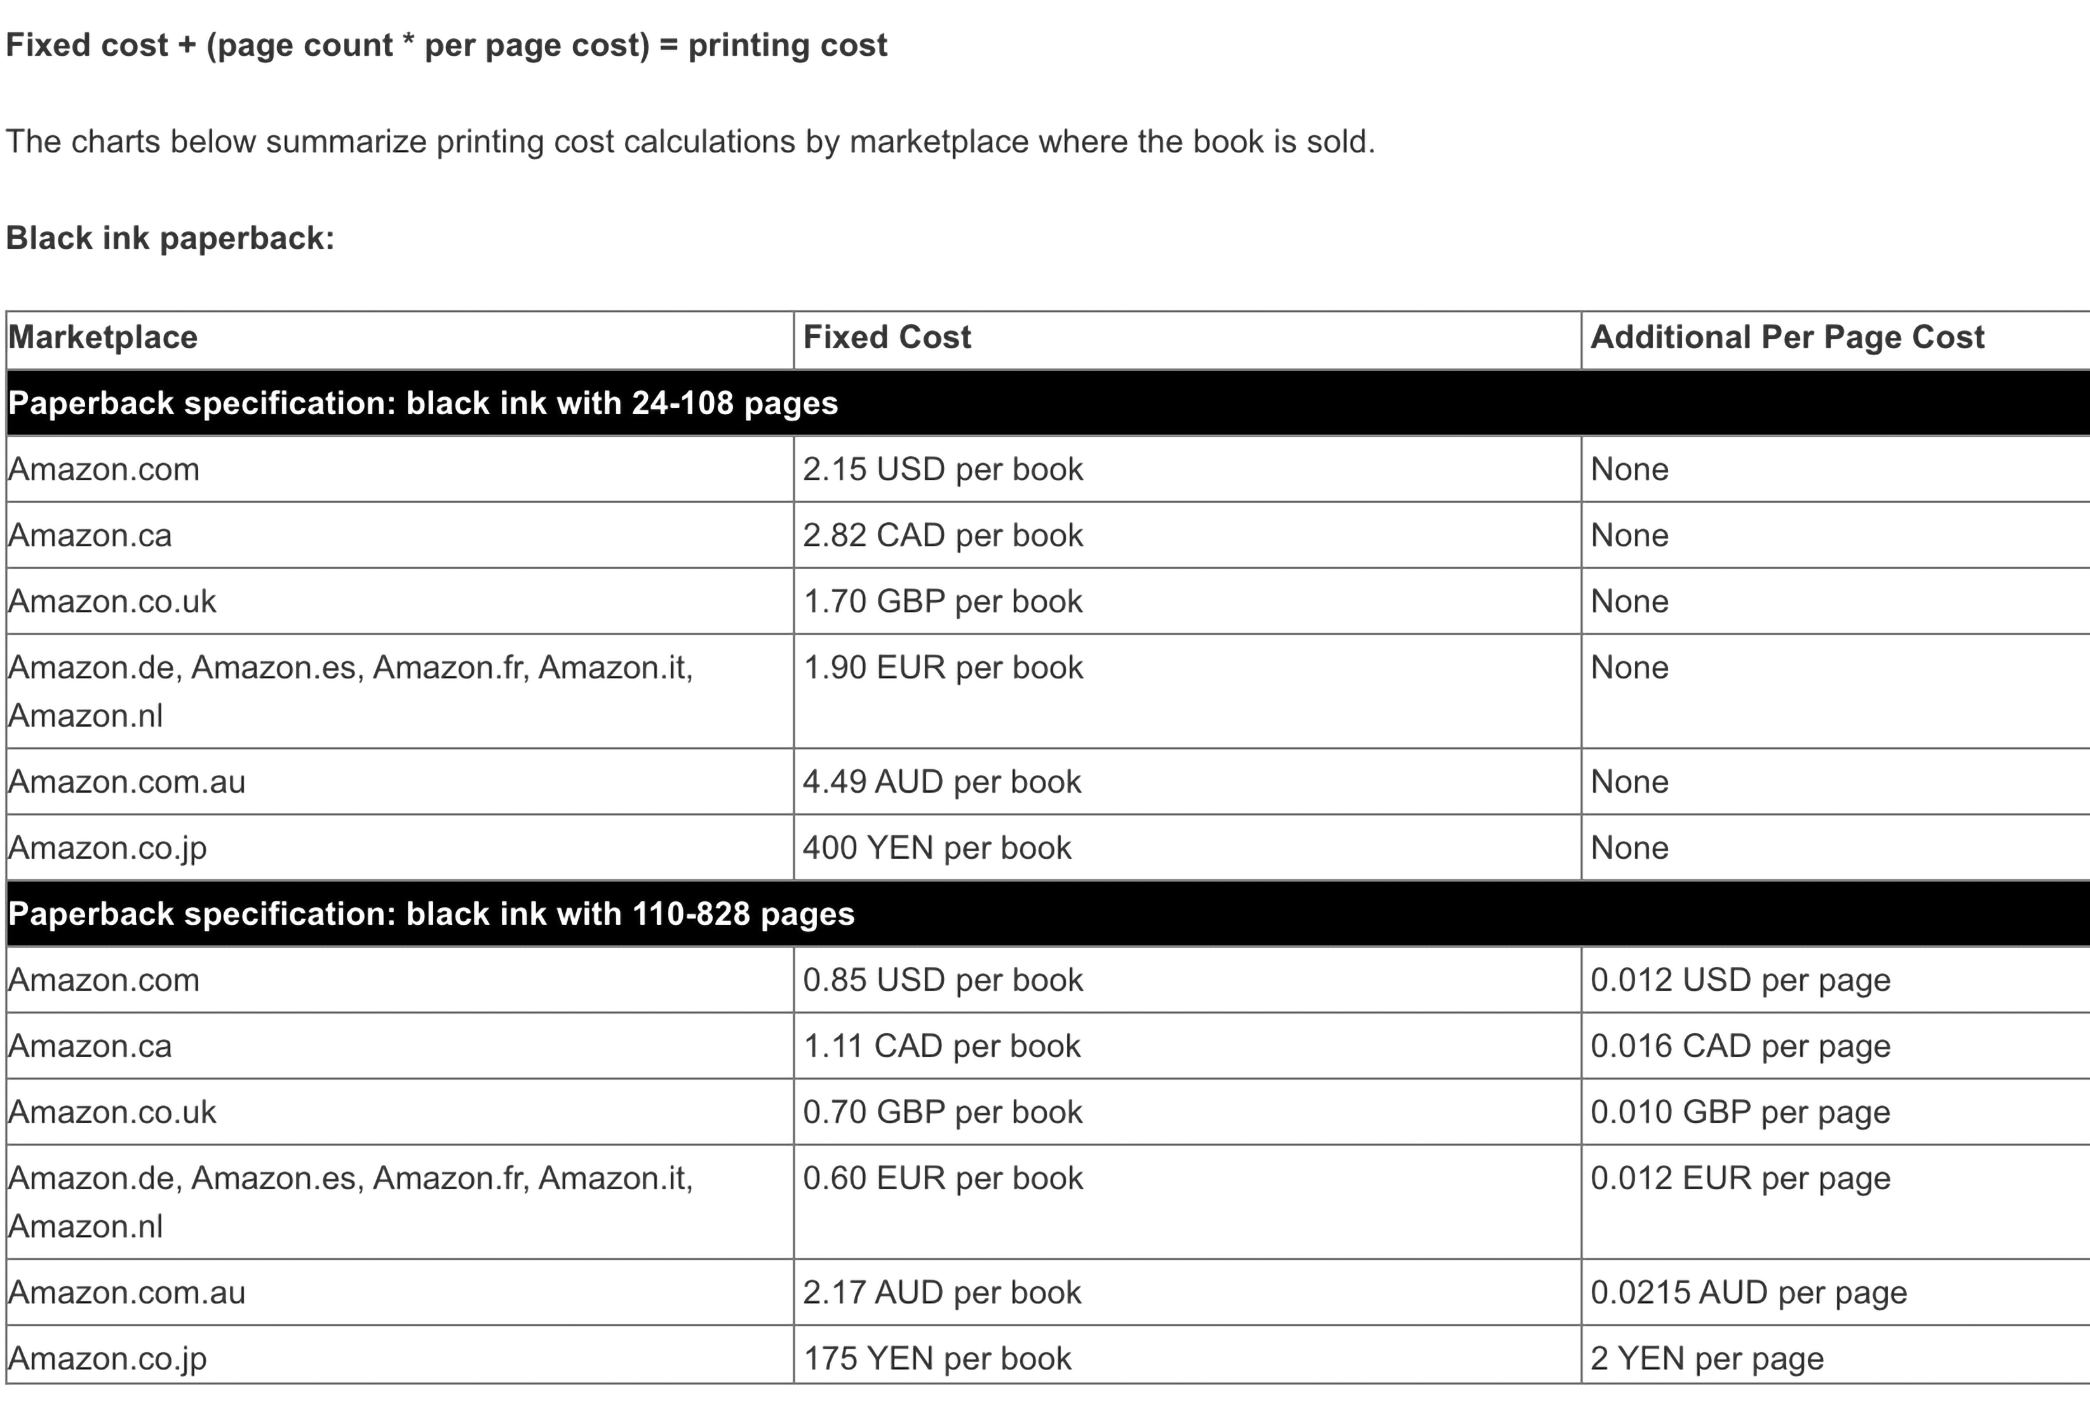 Fixed cost + (page count * per page cost) = printing cost
The charts below summarize printing cost calculations by marketplace where the book is sold.
Black ink paperback:
Marketplace Fixed Cost Additional Per Page Cost
Paperback specification: black ink with 24-108 pages
Amazon.com 2.15 USD per book None
Amazon.ca 2.82 CAD per book None
Amazon.co.uk 1.70 GBP per book None
Amazon.de, Amazon.es, Amazon.fr, Amazon.it, 1.90 EUR per book None
Amazon.nl
Amazon.com.au 4.49 AUD per book None
Amazon.co.jp 400 YEN per book None
Paperback specification: black ink with 110-828 pages
Amazon.com 0.85 USD per book 0.012 USD per page
Amazon.ca 1.11 CAD per book 0.016 CAD per page
Amazon.co.uk 0.70 GBP per book 0.010 GBP per page
Amazon.de, Amazon.es, Amazon.fr, Amazon.it, 0.60 EUR per book 0.012 EUR per page
Amazon.nl
Amazon.com.au 2.17 AUD per book 0.0215 AUD per page
Amazon.co.jp 175 YEN per book 2 YEN per page